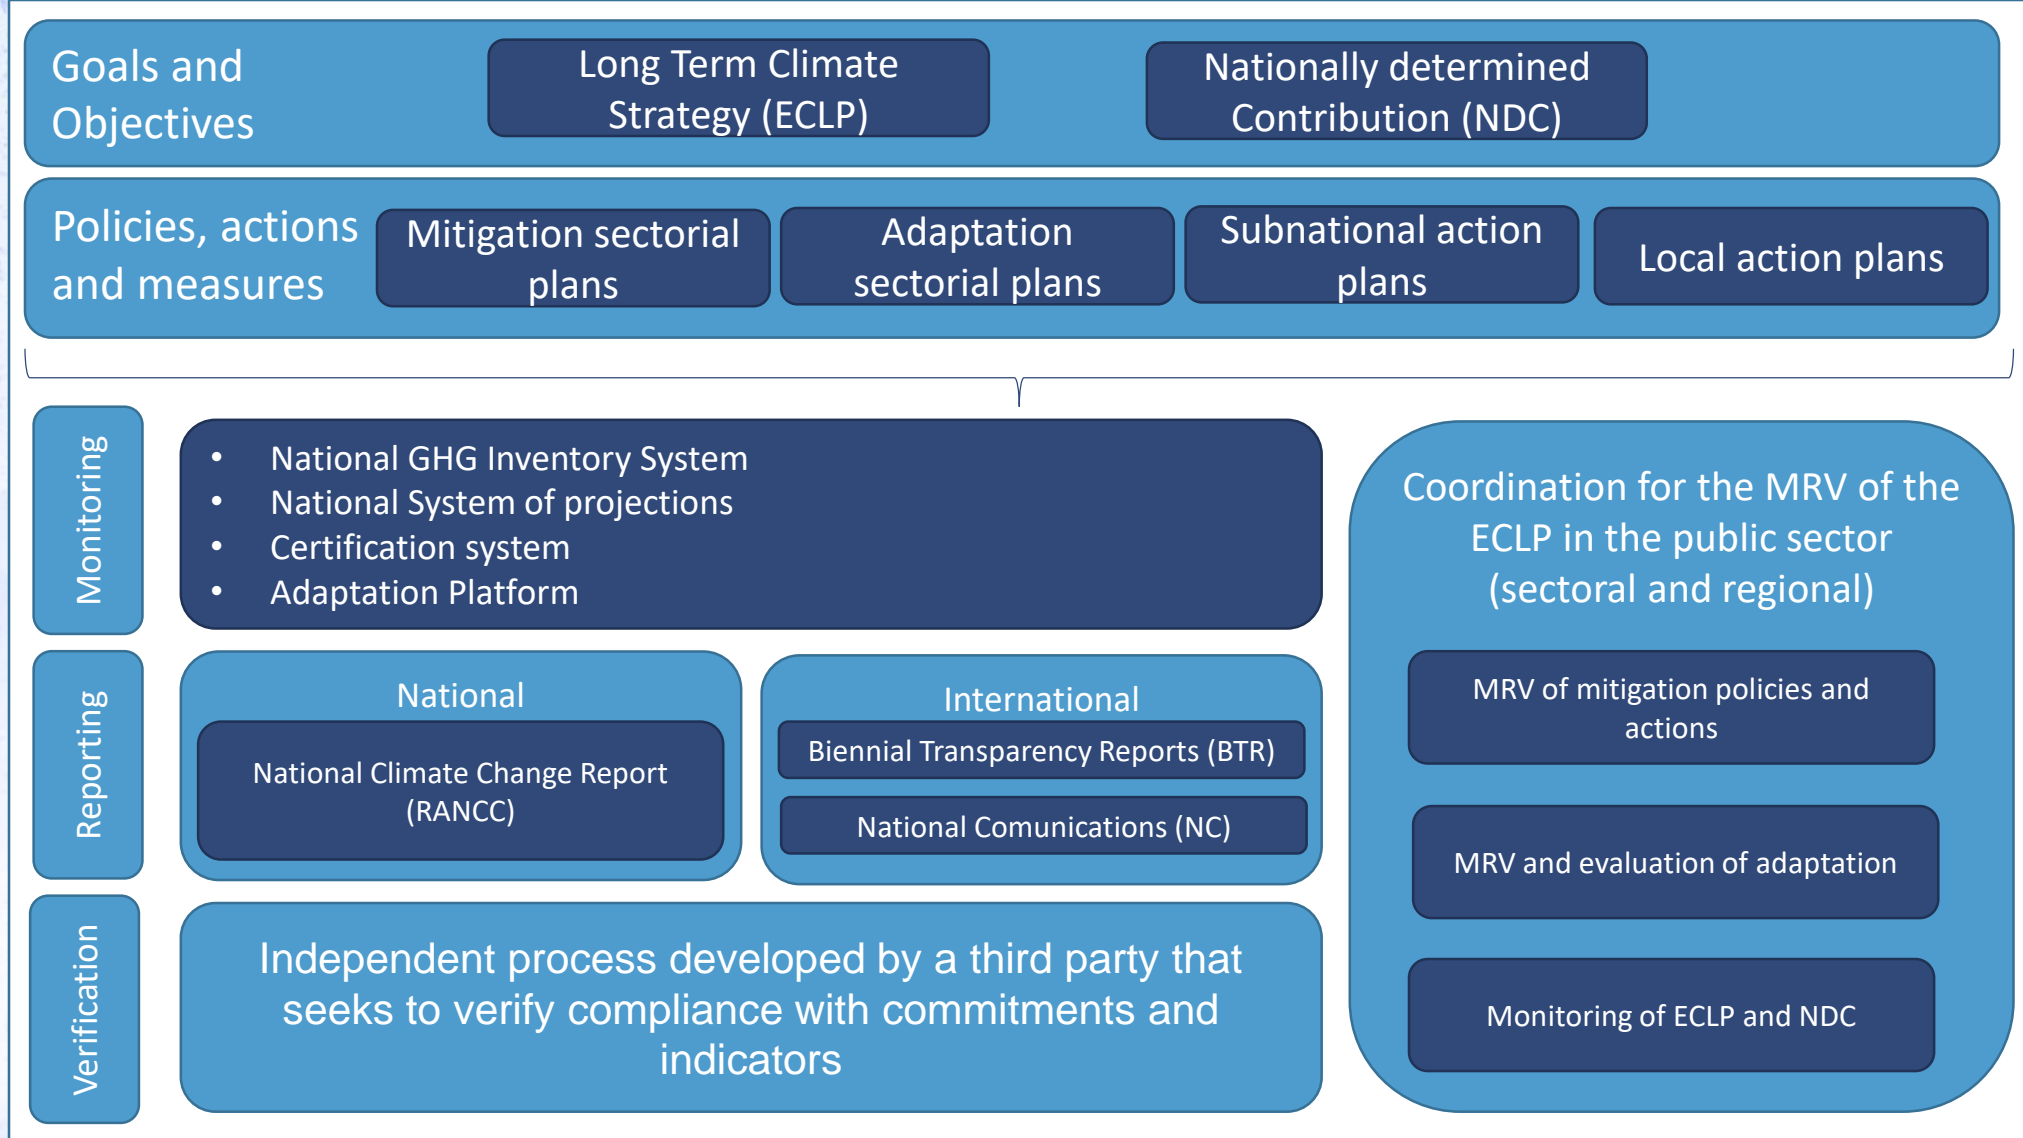 Goals and
Objectives
Long Term Climate
Strategy (ECLP)
Nationally determined
Contribution (NDC)
Policies, actions
and measures
Mitigation sectorial
plans
Adaptation
sectorial plans
Subnational action
plans
Local action plans
Monitoring
• National GHG Inventory System
• National System of projections
• Certification system
• Adaptation Platform
Reporting
National
National Climate Change Report
(RANCC)
International
Biennial Transparency Reports (BTR)
National Comunications (NC)
Verification
Independent process developed by a third party that
seeks to verify compliance with commitments and
indicators
Coordination for the MRV of the
ECLP in the public sector
(sectoral and regional)
MRV of mitigation policies and
actions
MRV and evaluation of adaptation
Monitoring of ECLP and NDC